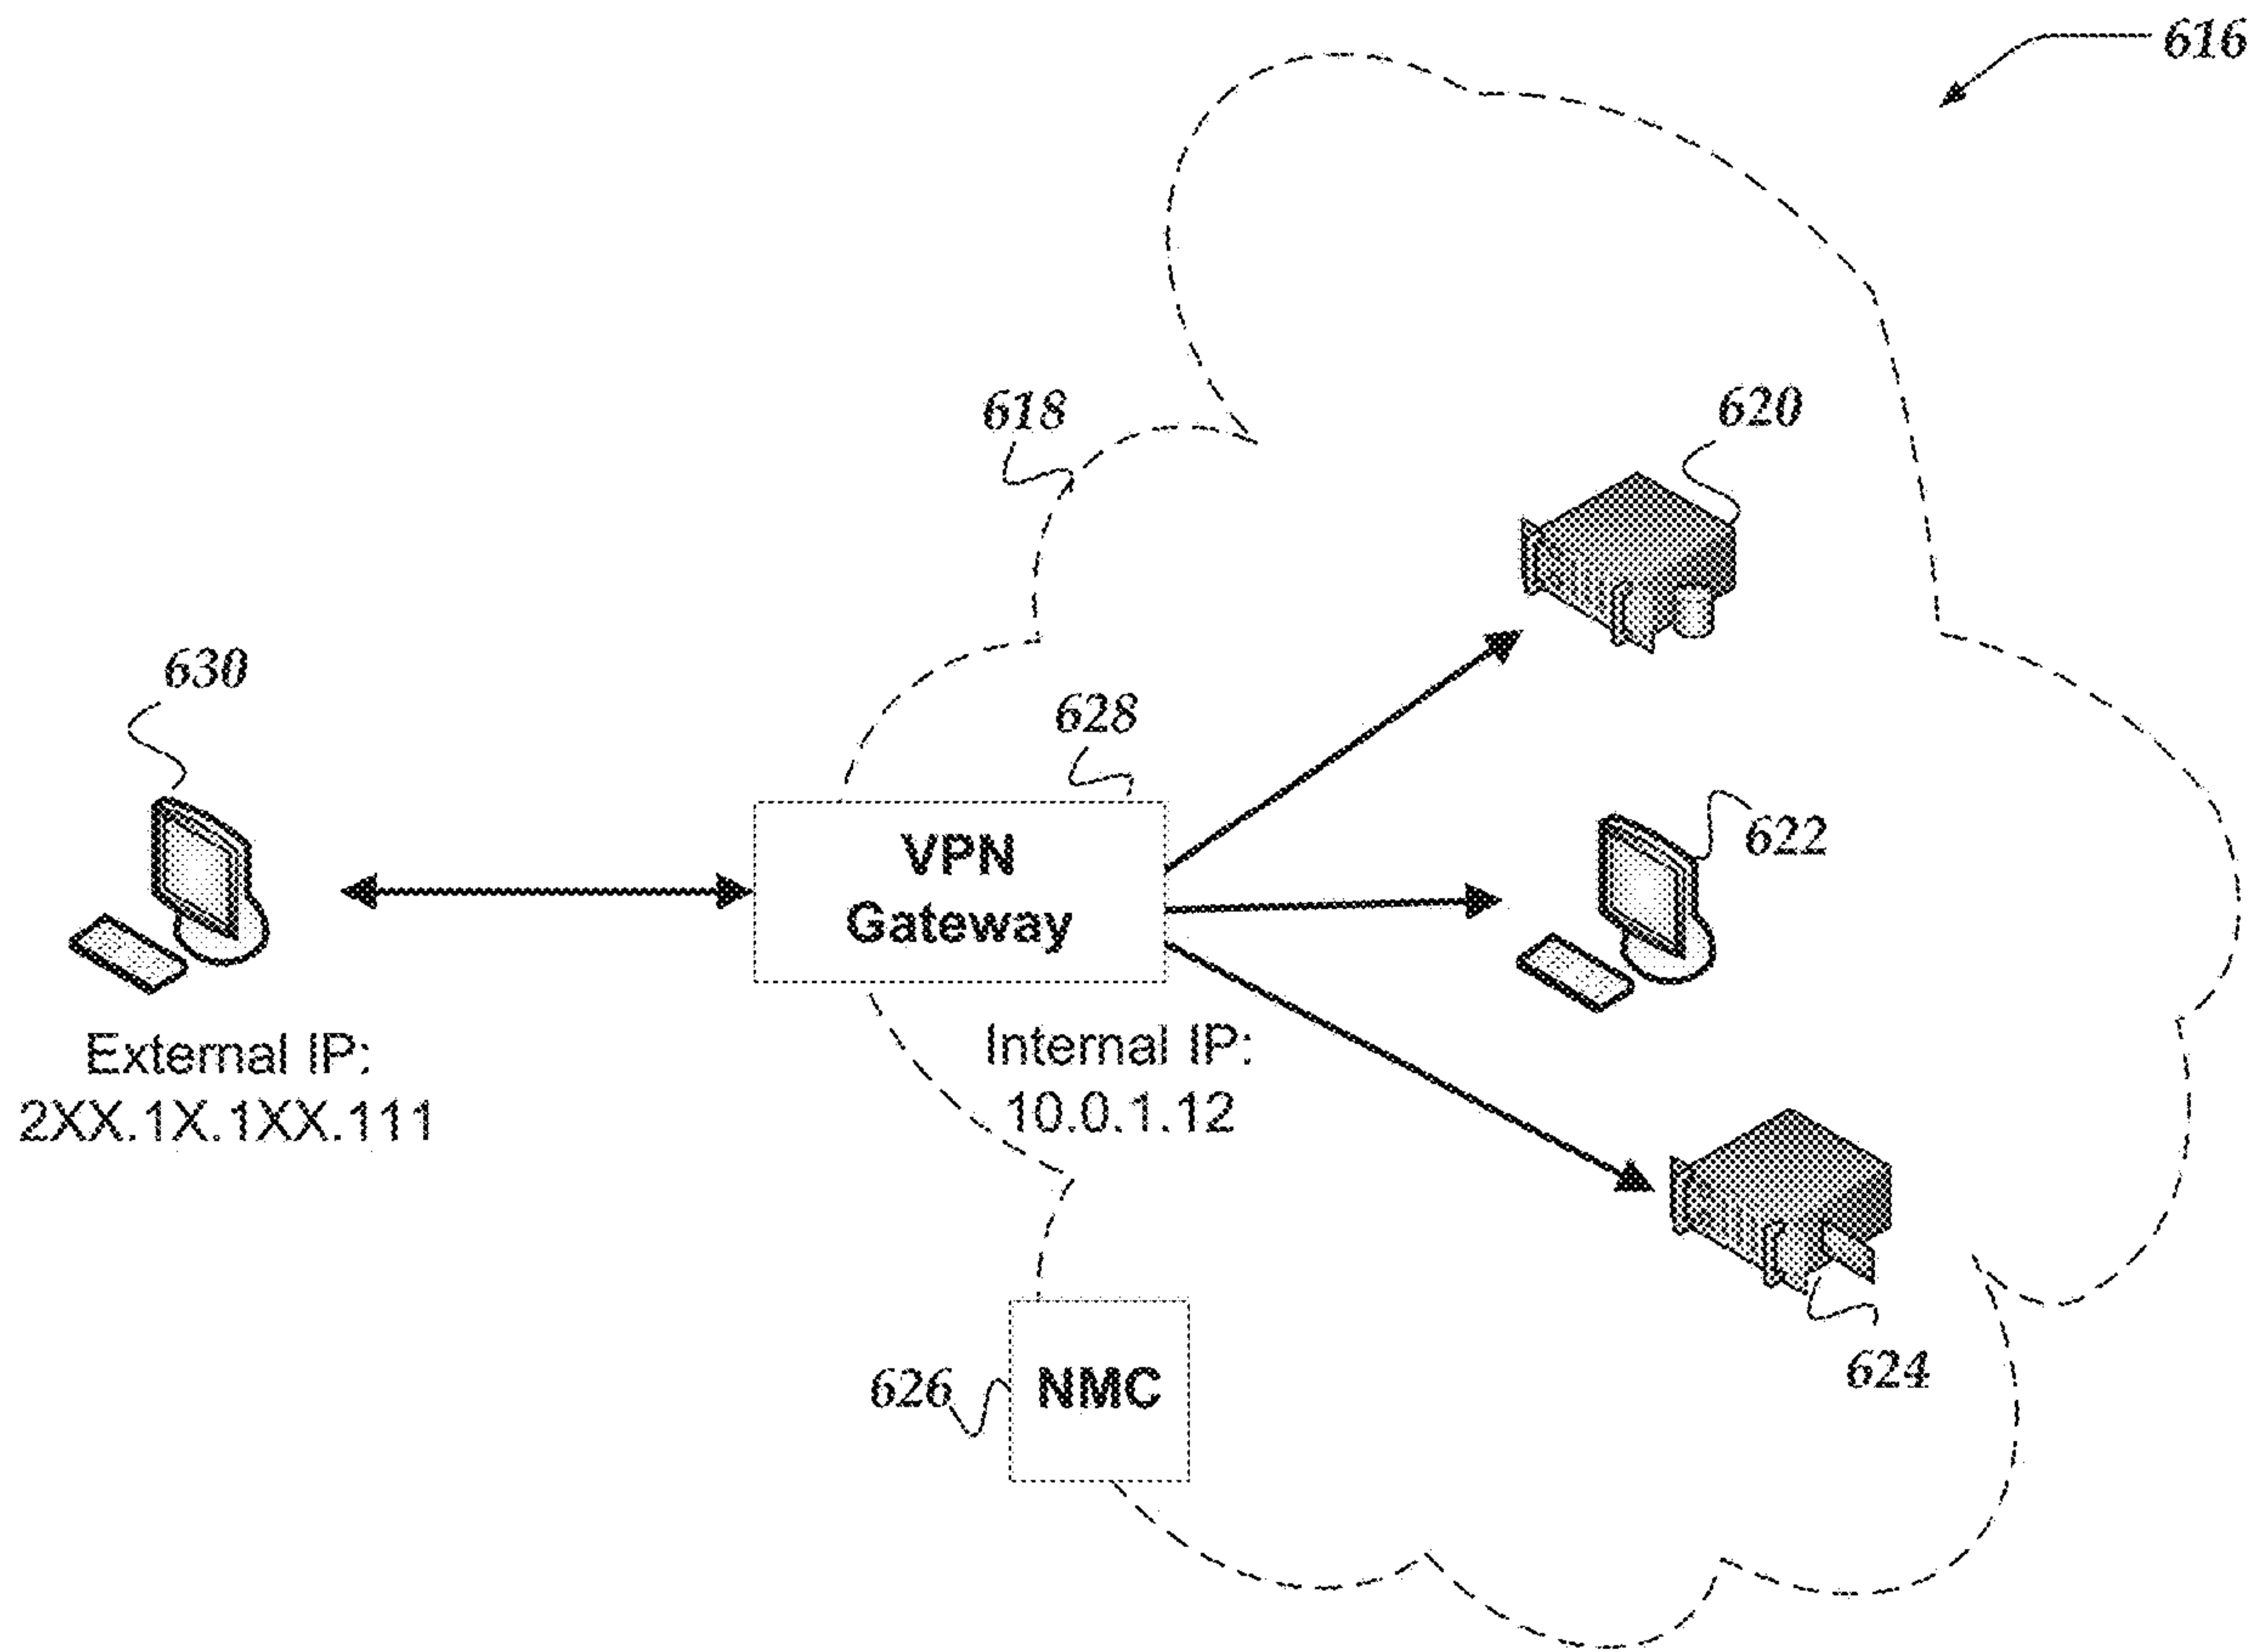 616
618
620
630
628
VPN
Gateway
622
External IP:
2XX.1X.1XX.111
Internal IP:
10.0.1.12
624
626
NMC